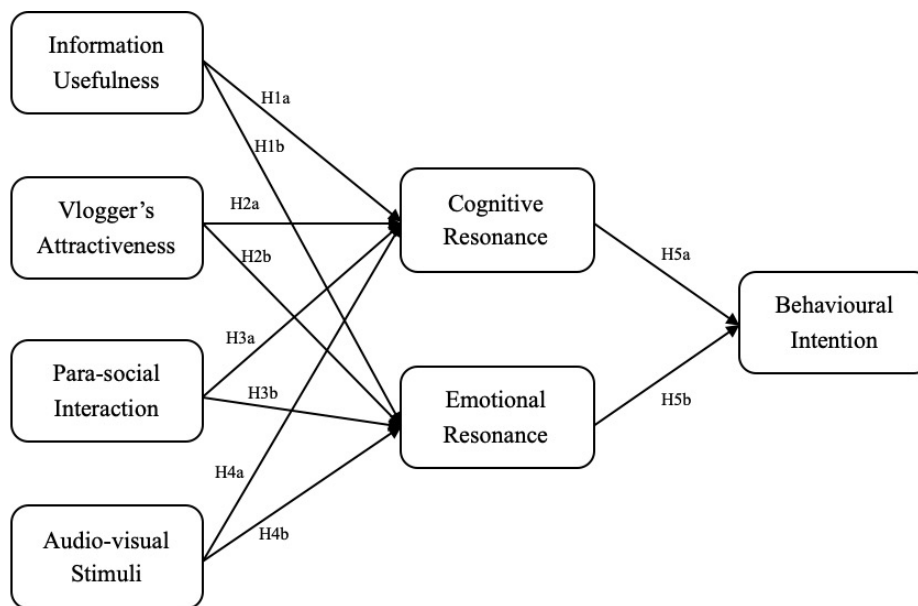 Information
Usefulness
H1a
H1b
Vlogger's
Attractiveness
H2a
H2b
Cognitive
Resonance
H5a
Behavioural
Intention
Para-social
Interaction
H3a
H3b
Emotional
Resonance
H5b
H4a
H4b
Audio-visual
Stimuli